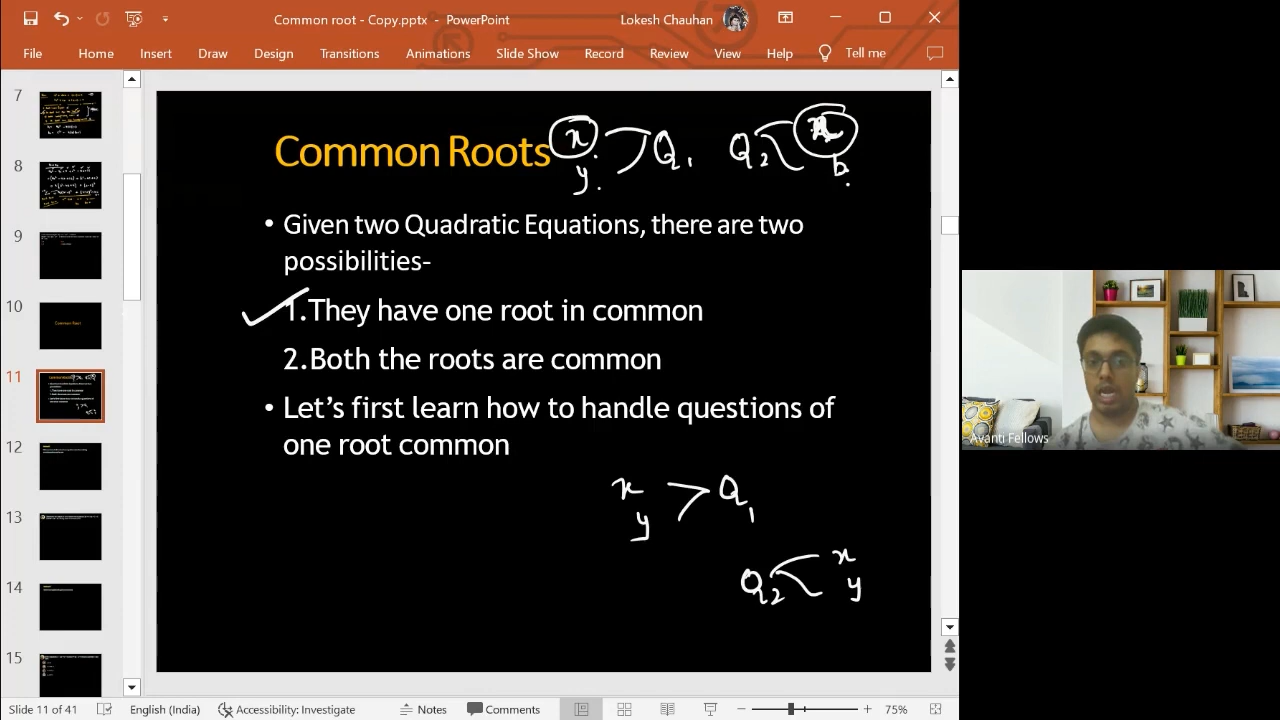 Common root - Copy.pptx - PowerPoint
Lokesh Chauhan
File Home Insert Draw Design Transitions Animations Slide Show Record Review View Help Tell me
7
8
9
10
11
12
13
14
15
Common Roots
x
y
Q1
Q2
x
b
• Given two Quadratic Equations, there are two
possibilities-
1.They have one root in common
2.Both the roots are common
• Let's first learn how to handle questions of
one root common
x
y
Q1
Q2
x
y
Avanti Fellows
Slide 11 of 41 English (India) Accessibility: Investigate Notes Comments 75%